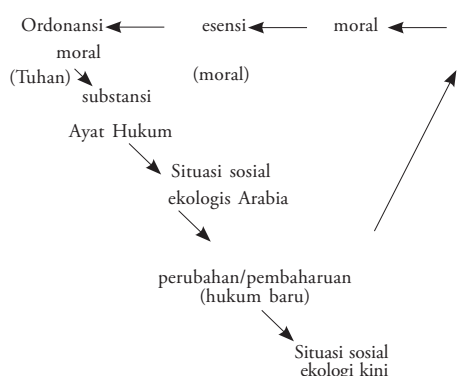 Ordonansi esensi moral
moral
(Tuhan) (moral)
substansi
Ayat Hukum
Situasi sosial
ekologis Arabia
perubahan/pembaharuan
(hukum baru)
Situasi sosial
ekologi kini